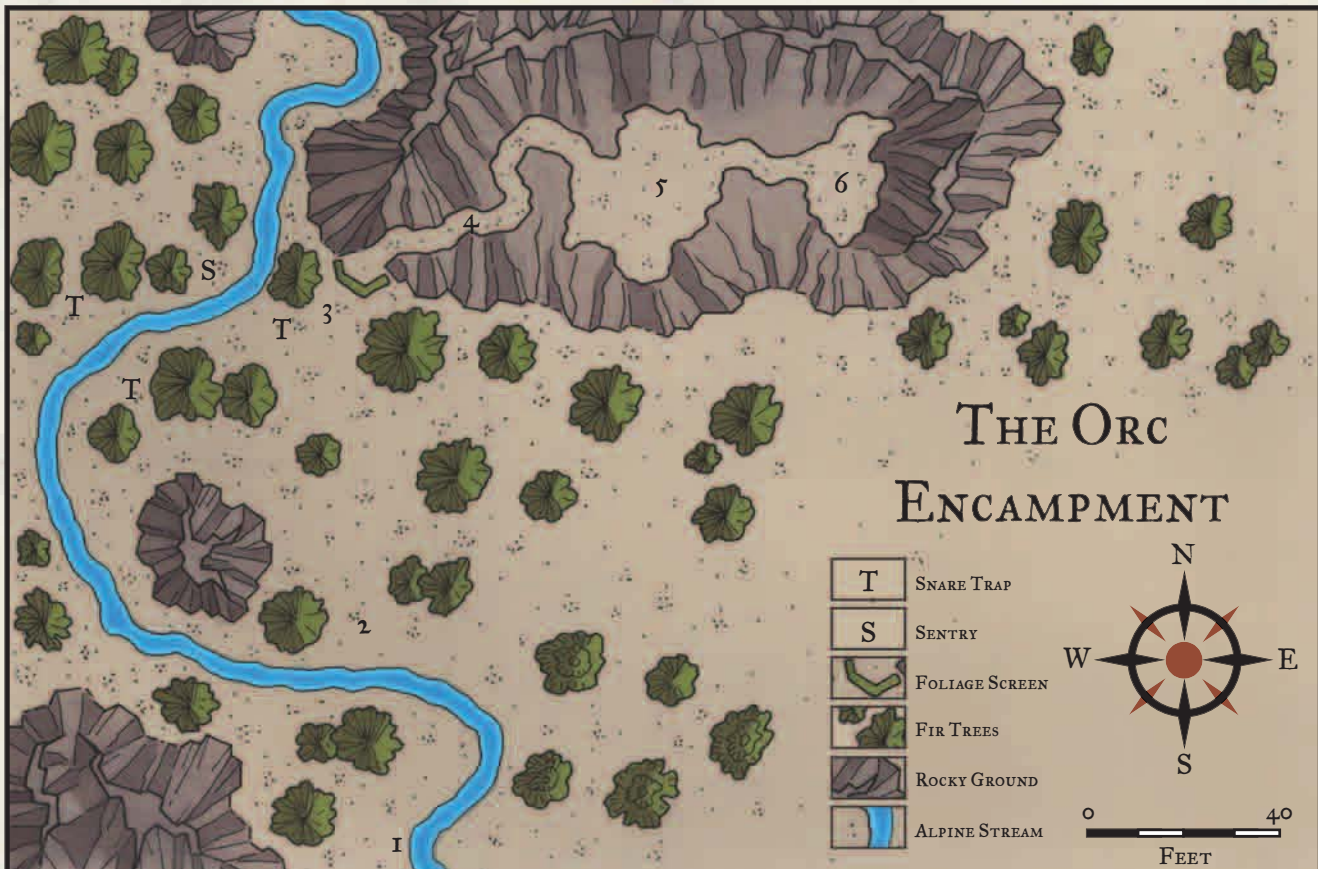 4
5
6
S
T
3
T
T
2
1
The Orc
Encampment
T Snare Trap
S Sentry
Foliage Screen
Fir Trees
Rocky Ground
Alpine Stream
N
W E
S
0 40
Feet